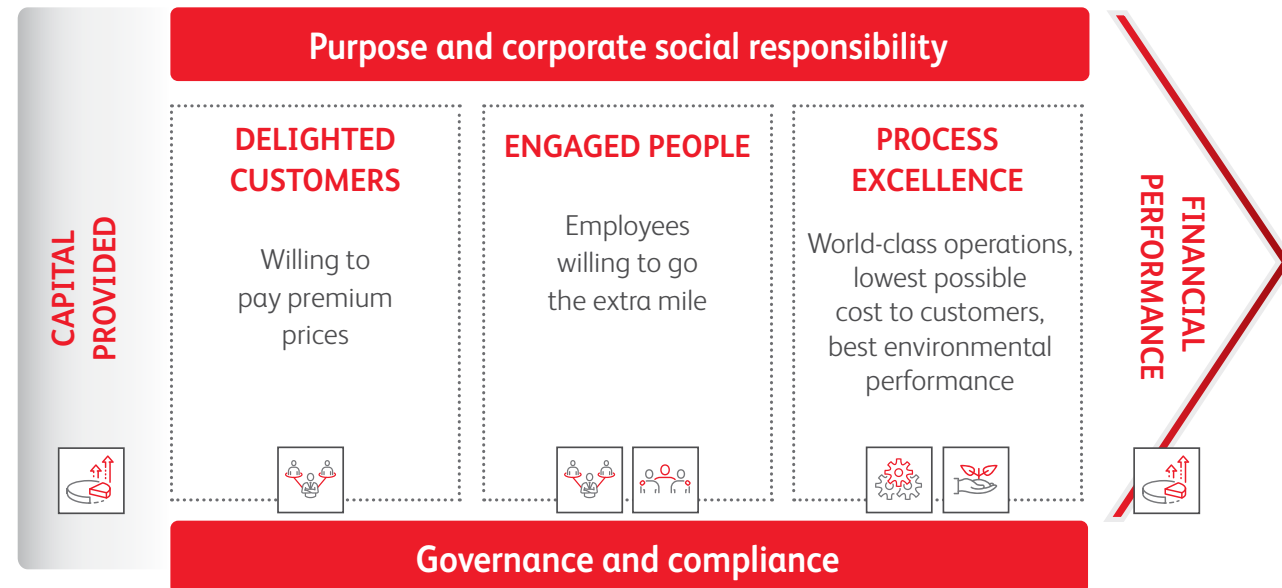 Purpose and corporate social responsibility
CAPITAL
PROVIDED
DELIGHTED
CUSTOMERS
Willing to
pay premium
prices
ENGAGED PEOPLE
Employees
willing to go
the extra mile
PROCESS
EXCELLENCE
World-class operations,
lowest possible
cost to customers,
best environmental
performance
FINANCIAL
PERFORMANCE
Governance and compliance